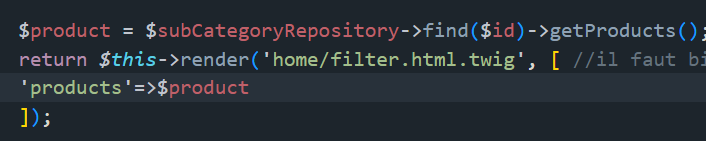 $product = $subCategoryRepository->find($id)->getProducts();
return $this->render('home/filter.html.twig', [ //il faut bi
'products'=>$product
]);